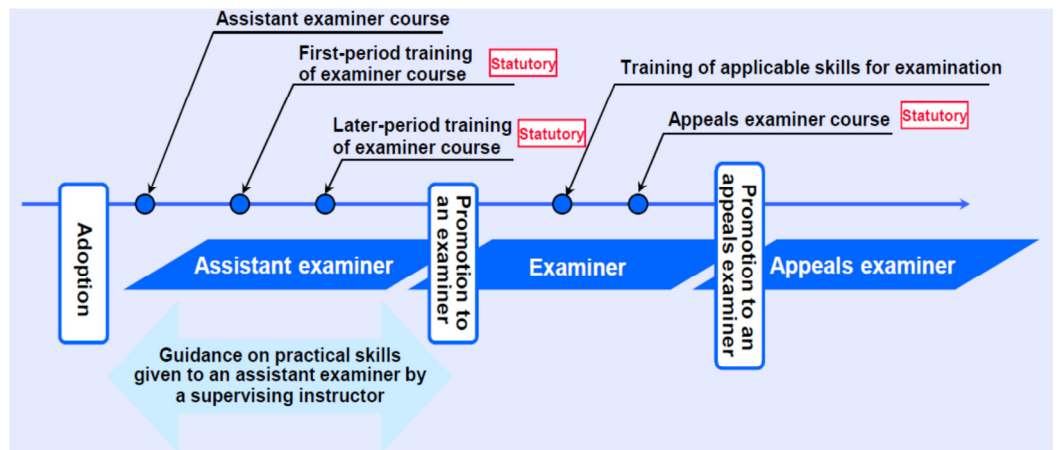 Assistant examiner course
First-period training
of examiner course
Statutory
Later-period training
of examiner course
Statutory
Training of applicable skills for examination
Appeals examiner course
Statutory
Adoption
Promotion to
an examiner
Promotion to an
appeals examiner
Assistant examiner
Examiner
Appeals examiner
Guidance on practical skills
given to an assistant examiner by
a supervising instructor